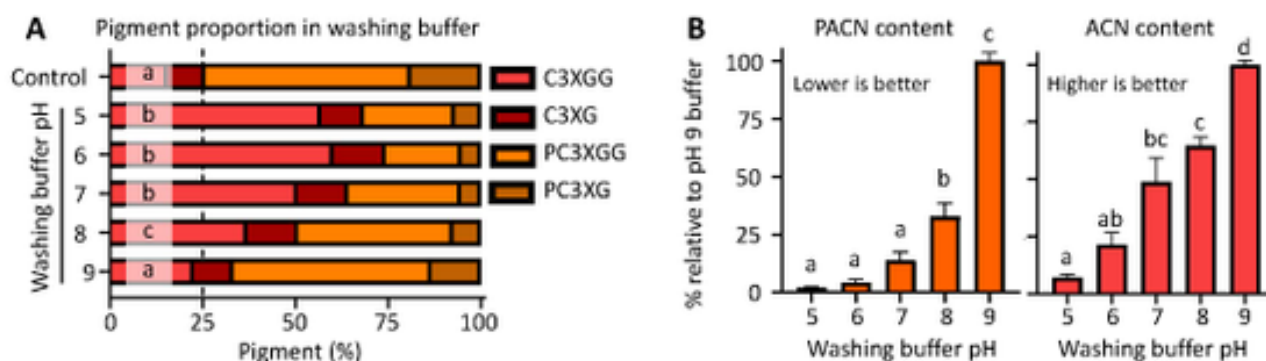 A
Pigment proportion in washing buffer
Control
a
5
b
6
b
7
b
8
c
9
a
Washing buffer pH
0 25 50 75 100
Pigment (%)
C3XGG
C3XG
PC3XGG
PC3XG
B
PACN content
Lower is better
% relative to pH 9 buffer
100
75
50
25
0
a a a b c
5 6 7 8 9
Washing buffer pH
ACN content
Higher is better
a ab bc c d
5 6 7 8 9
Washing buffer pH